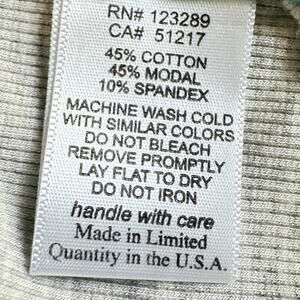 RN# 123289
CA# 51217
45% COTTON
45% MODAL
10% SPANDEX
MACHINE WASH COLD
WITH SIMILAR COLORS
DO NOT BLEACH
REMOVE PROMPTLY
LAY FLAT TO DRY
DO NOT IRON
handle with care
Made in Limited
Quantity in the U.S.A.